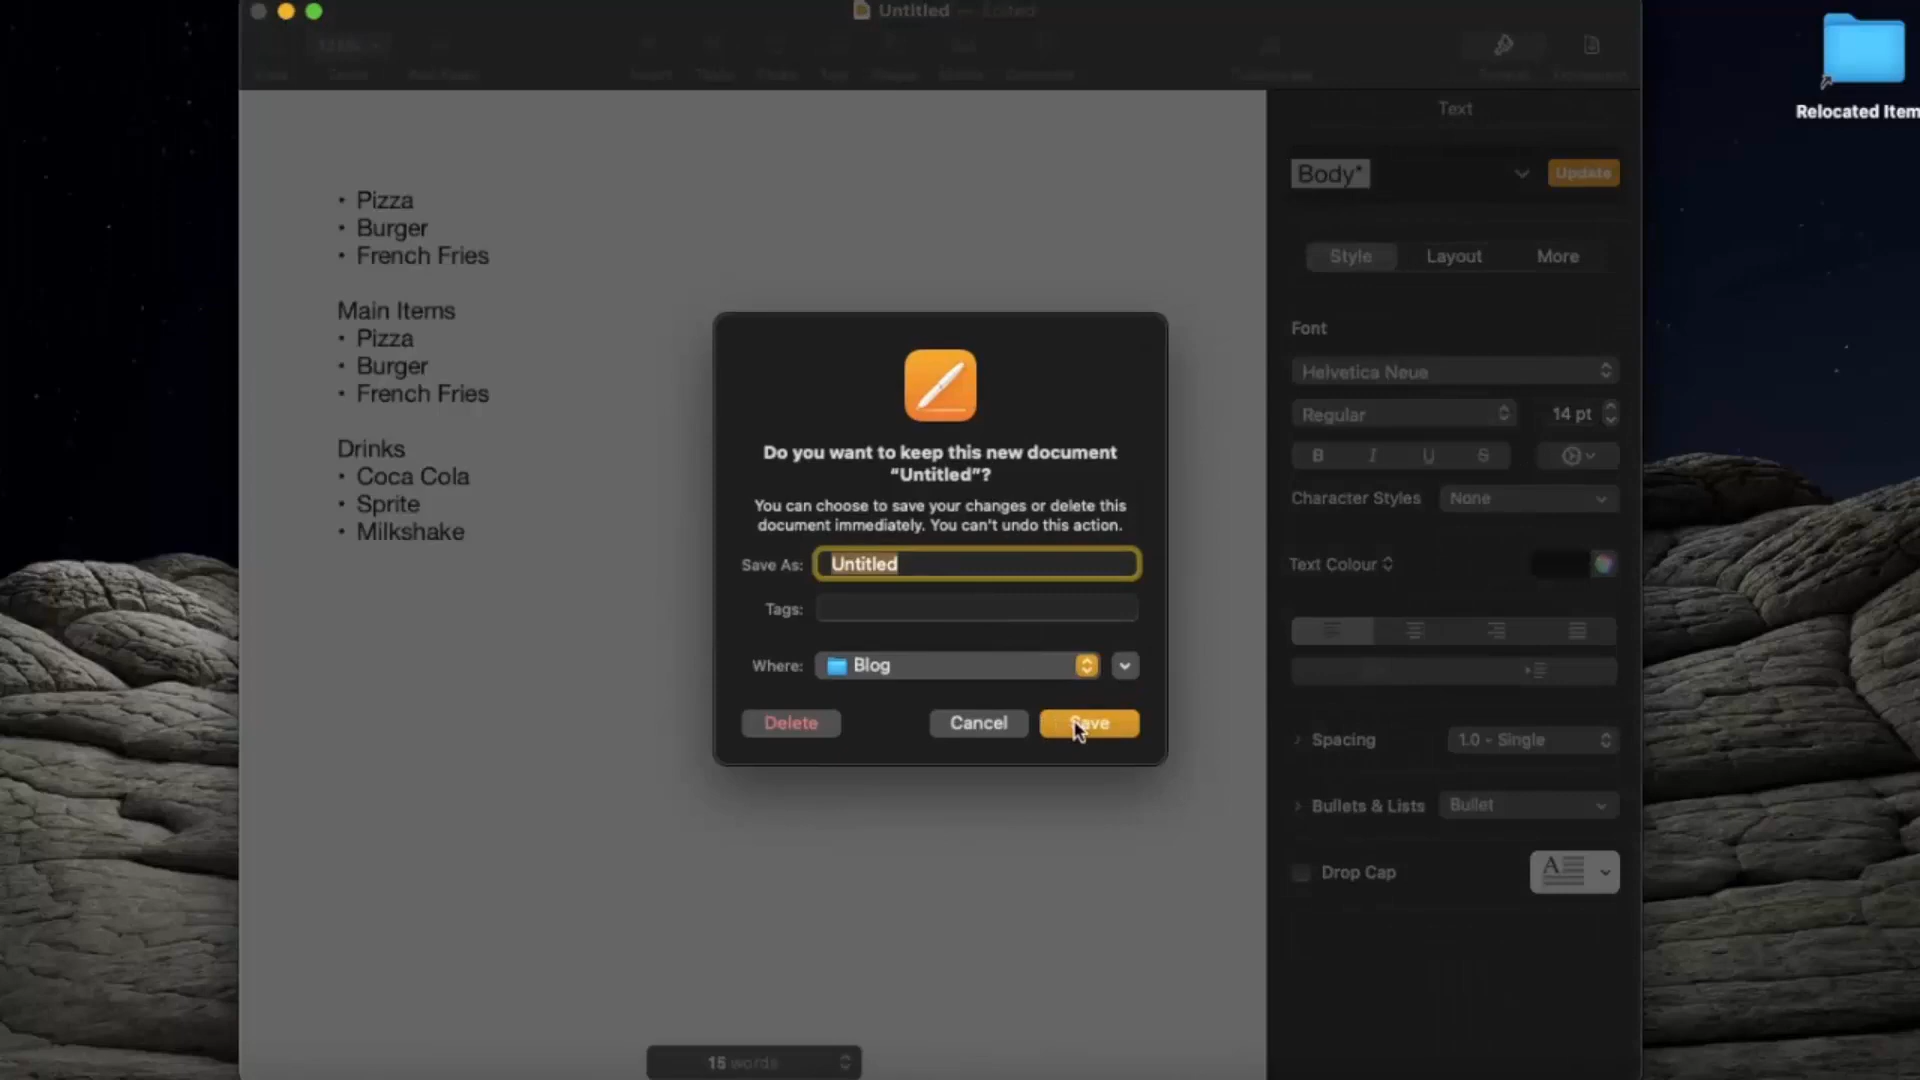 Untitled — Edited
Relocated Item
Text
Body*
Update
Style
Layout
More
• Pizza
• Burger
• French Fries
Main Items
• Pizza
• Burger
• French Fries
Drinks
• Coca Cola
• Sprite
• Milkshake
15 words
Do you want to keep this new document
“Untitled”?
You can choose to save your changes or delete this
document immediately. You can't undo this action.
Save As: Untitled
Tags:
Where: Blog
Delete
Cancel
Save
Font
Helvetica Neue
Regular
14 pt
B I U S
Character Styles
None
Text Colour
Spacing
1.0 - Single
Bullets & Lists
Bullet
Drop Cap
A